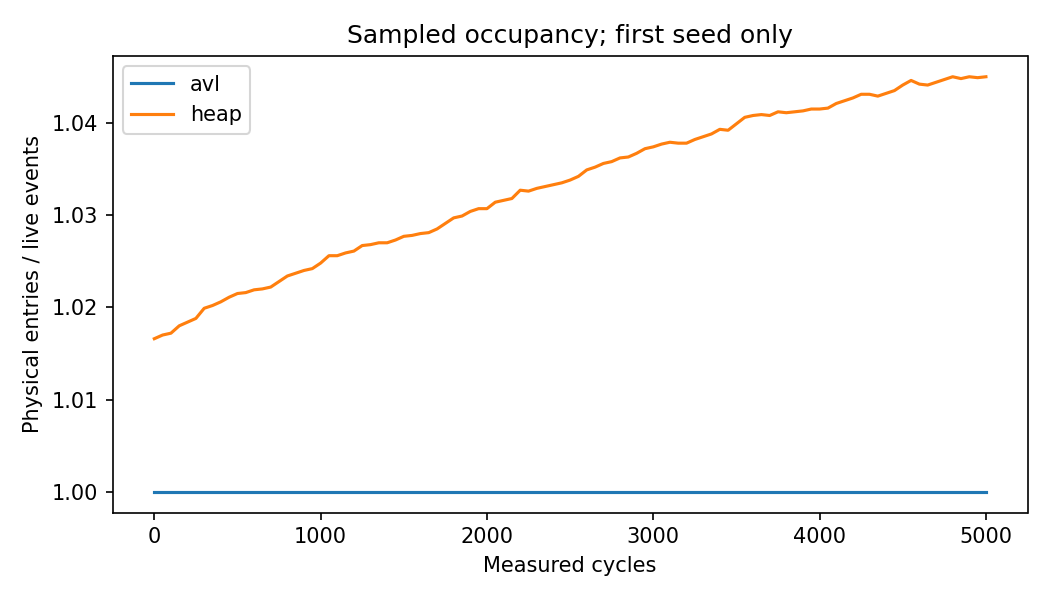 Sampled occupancy; first seed only
avl
heap
Physical entries / live events
1.04
1.03
1.02
1.01
1.00
0 1000 2000 3000 4000 5000
Measured cycles